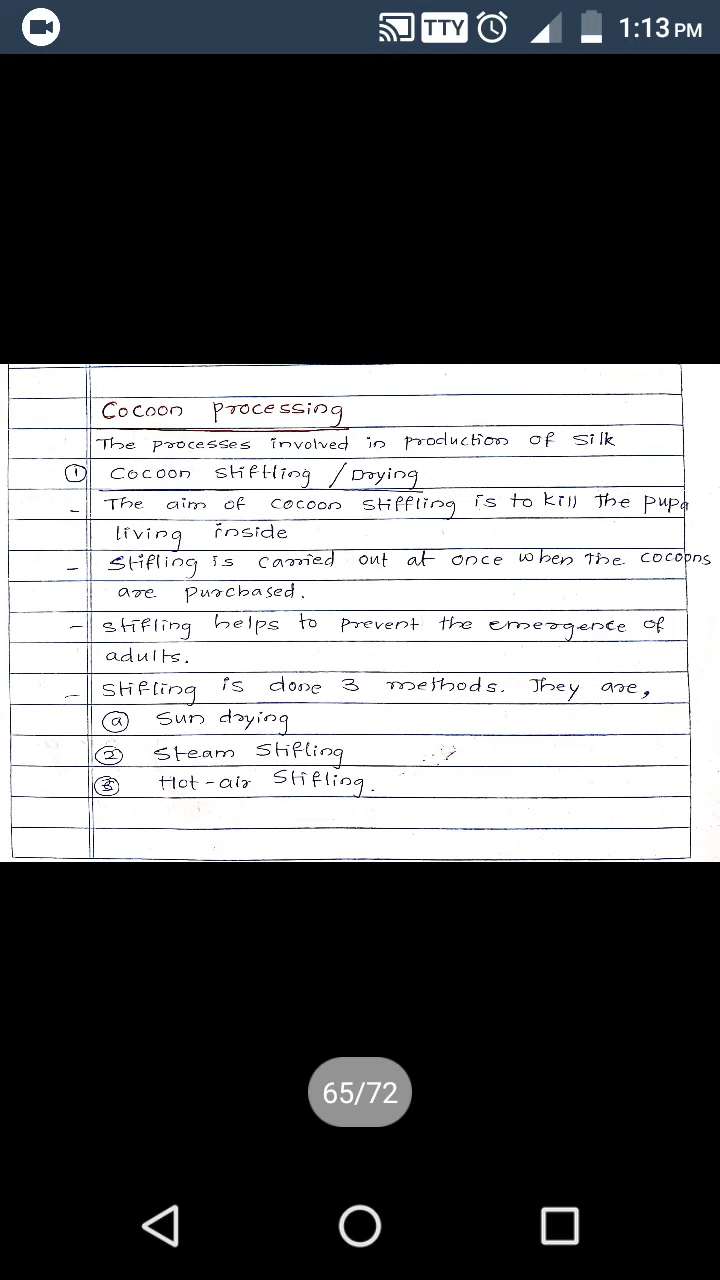 TTY 1:13 PM
Cocoon processing
The processes involved in production of silk
① Cocoon stiftling / Drying
- The aim of cocoon stiffling is to kill the pupa
living inside
- Stifling is carried out at once when the cocoons
are purchased.
- stifling helps to prevent the emergence of
adults.
- Stifling is done 3 methods. They are,
ⓐ Sun drying
② Steam Stifling
③ Hot-air Stifling.
65/72